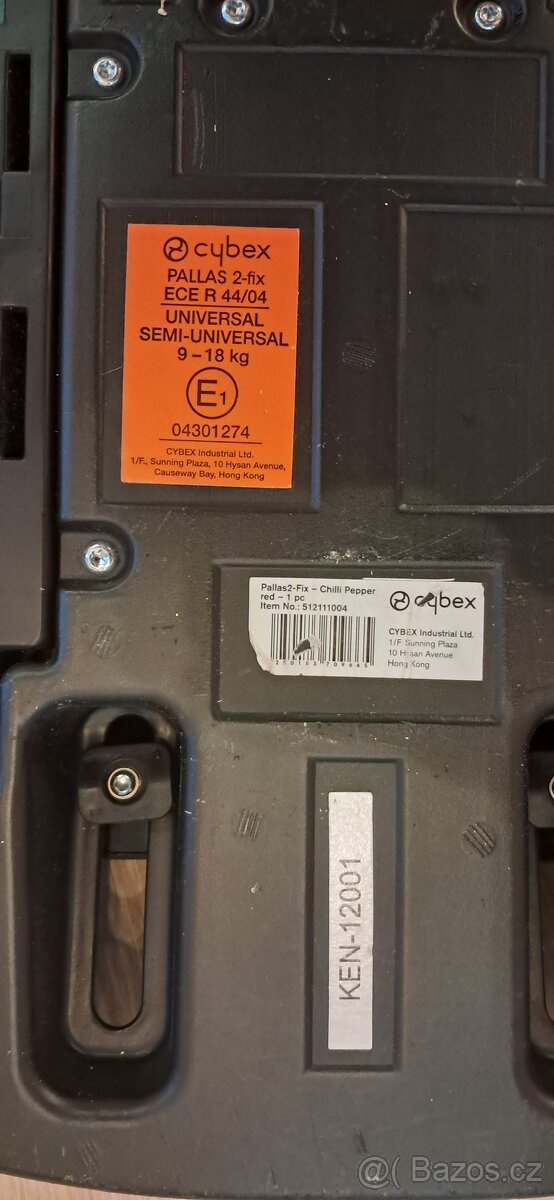 cybex
PALLAS 2-fix
ECE R 44/04
UNIVERSAL
SEMI-UNIVERSAL
9 – 18 kg
E1
04301274
CYBEX Industrial Ltd.
1/F., Sunning Plaza, 10 Hysan Avenue,
Causeway Bay, Hong Kong
Pallas2-Fix – Chilli Pepper
red – 1 pc
Item No.: 512111004
250103 709665
cybex
CYBEX Industrial Ltd.
1/F. Sunning Plaza
10 Hysan Avenue
Hong Kong
KEN-12001
@ Bazos.cz